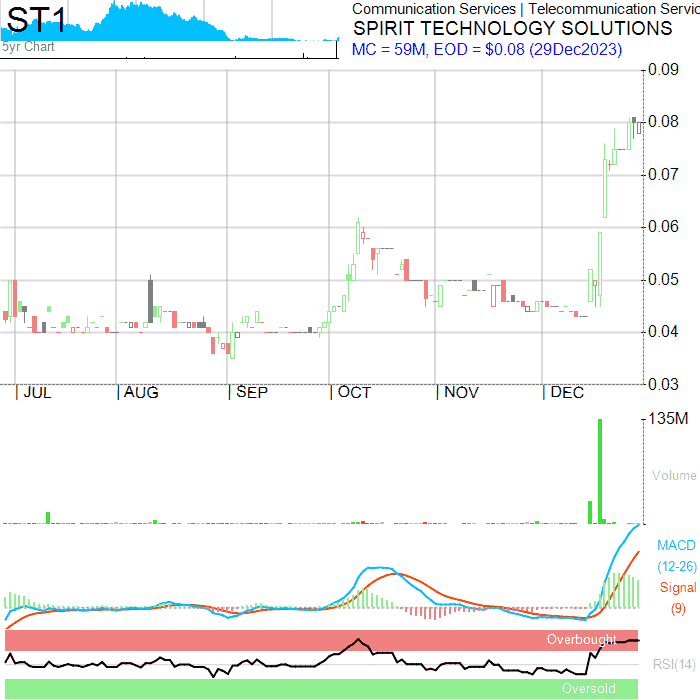 ST1
5yr Chart
Communication Services | Telecommunication Servic
SPIRIT TECHNOLOGY SOLUTIONS
MC = 59M, EOD = $0.08 (29Dec2023)
0.09
0.08
0.07
0.06
0.05
0.04
0.03
JUL
AUG
SEP
OCT
NOV
DEC
135M
Volume
MACD
(12-26)
Signal
(9)
Overbought
RSI(14)
Oversold